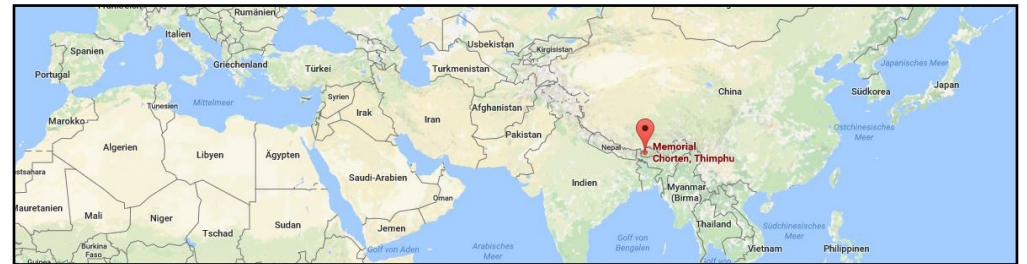 Frankreich
Rumänien
Italien
Spanien
Portugal
Griechenland
Türkei
Usbekistan
Kirgisistan
Turkmenistan
China
Japanisches Meer
Südkorea
Japan
Tunesien
Mittelmeer
Syrien
Irak
Iran
Afghanistan
Marokko
Pakistan
Ostchinesisches
Meer
Algerien
Libyen
Ägypten
Nepal
Memorial
Chorten, Thimphu
Saudi-Arabien
Indien
Oman
Myanmar
(Birma)
Mauretanien
Mali
Niger
Tschad
Sudan
Jemen
Thailand
Südchinesisches
Meer
Golf von Aden
Arabisches
Meer
Golf von
Bengalen
Vietnam
Philippinen
Burkina
Faso
Guinea
Golf von